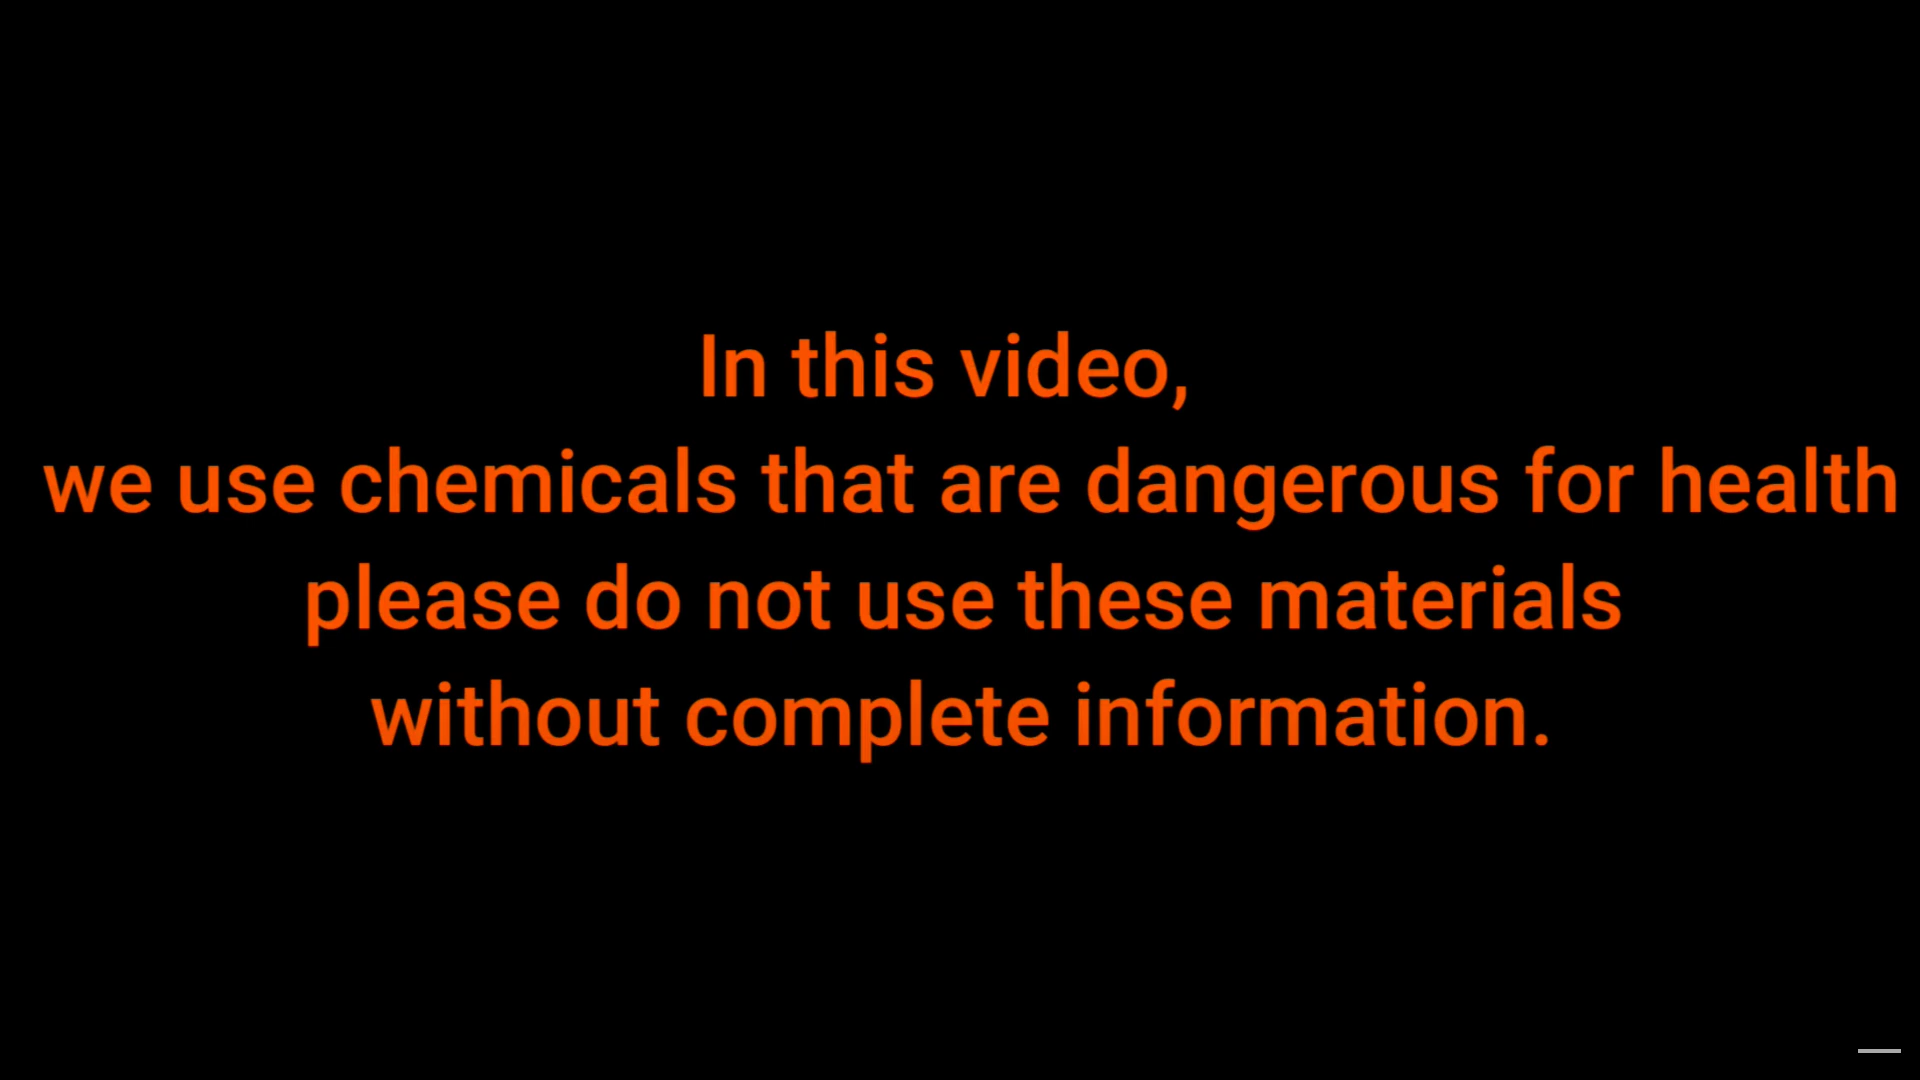 In this video,
we use chemicals that are dangerous for health
please do not use these materials
without complete information.